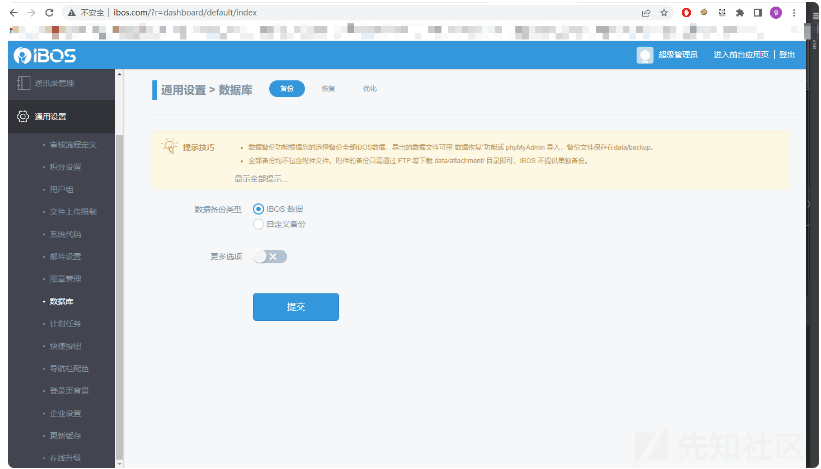 不安全 | ibos.com/?r=dashboard/default/index
9
IBOS
超级管理员 进入前台应用页 | 登出
通讯录管理
通用设置
审核流程定义
积分设置
用户组
文件上传限制
系统代码
邮件设置
图章管理
数据库
计划任务
快捷按钮
导航栏配色
登录页背景
企业设置
更新缓存
在线升级
通用设置 > 数据库 备份 恢复 优化
提示技巧
数据备份功能根据您的选择备份全部IBOS数据，导出的数据文件可用 数据恢复 功能或 phpMyAdmin 导入，备份文件保存在data/backup。
全部备份均不包含附件文件。附件的备份只需通过 FTP 等下载 data/attachment/ 目录即可，IBOS 不提供单独备份。
显示全部提示...
数据备份类型 IBOS 数据
自定义备份
更多选项
提交
先知社区